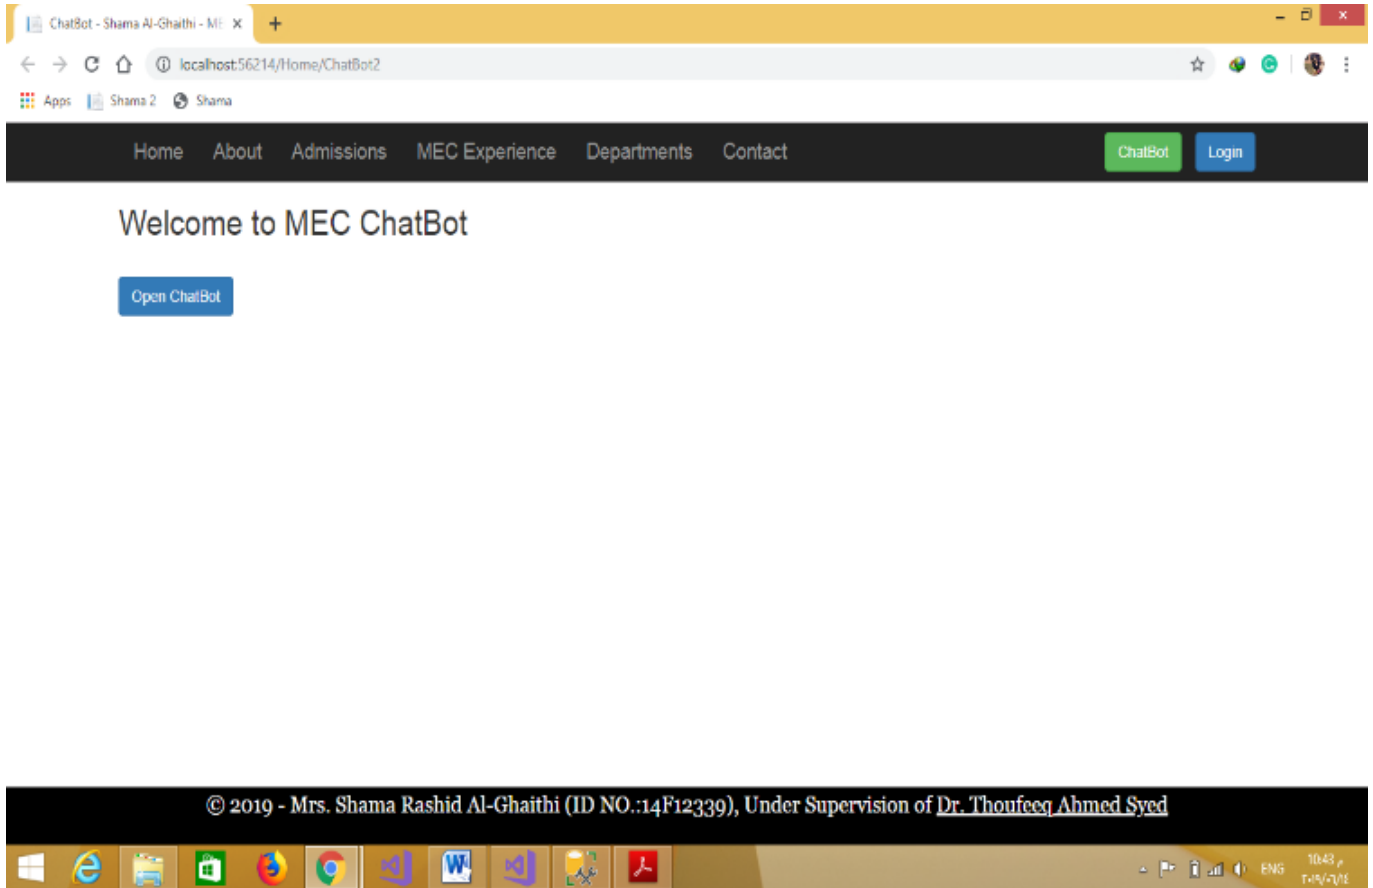 ChatBot - Shama Al-Ghaithi - ME
localhost:56214/Home/ChatBot2
Apps Shama 2 Shama
Home About Admissions MEC Experience Departments Contact ChatBot Login
Welcome to MEC ChatBot
Open ChatBot
© 2019 - Mrs. Shama Rashid Al-Ghaithi (ID NO.:14F12339), Under Supervision of Dr. Thoufeeq Ahmed Syed
ENG 10:43 م